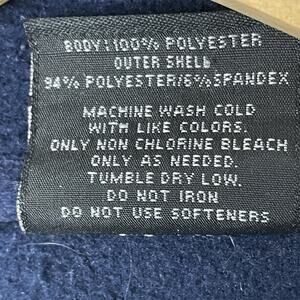 BODY: 100% POLYESTER
OUTER SHELL
94% POLYESTER/6% SPANDEX
MACHINE WASH COLD
WITH LIKE COLORS.
ONLY NON CHLORINE BLEACH
ONLY AS NEEDED.
TUMBLE DRY LOW.
DO NOT IRON
DO NOT USE SOFTENERS